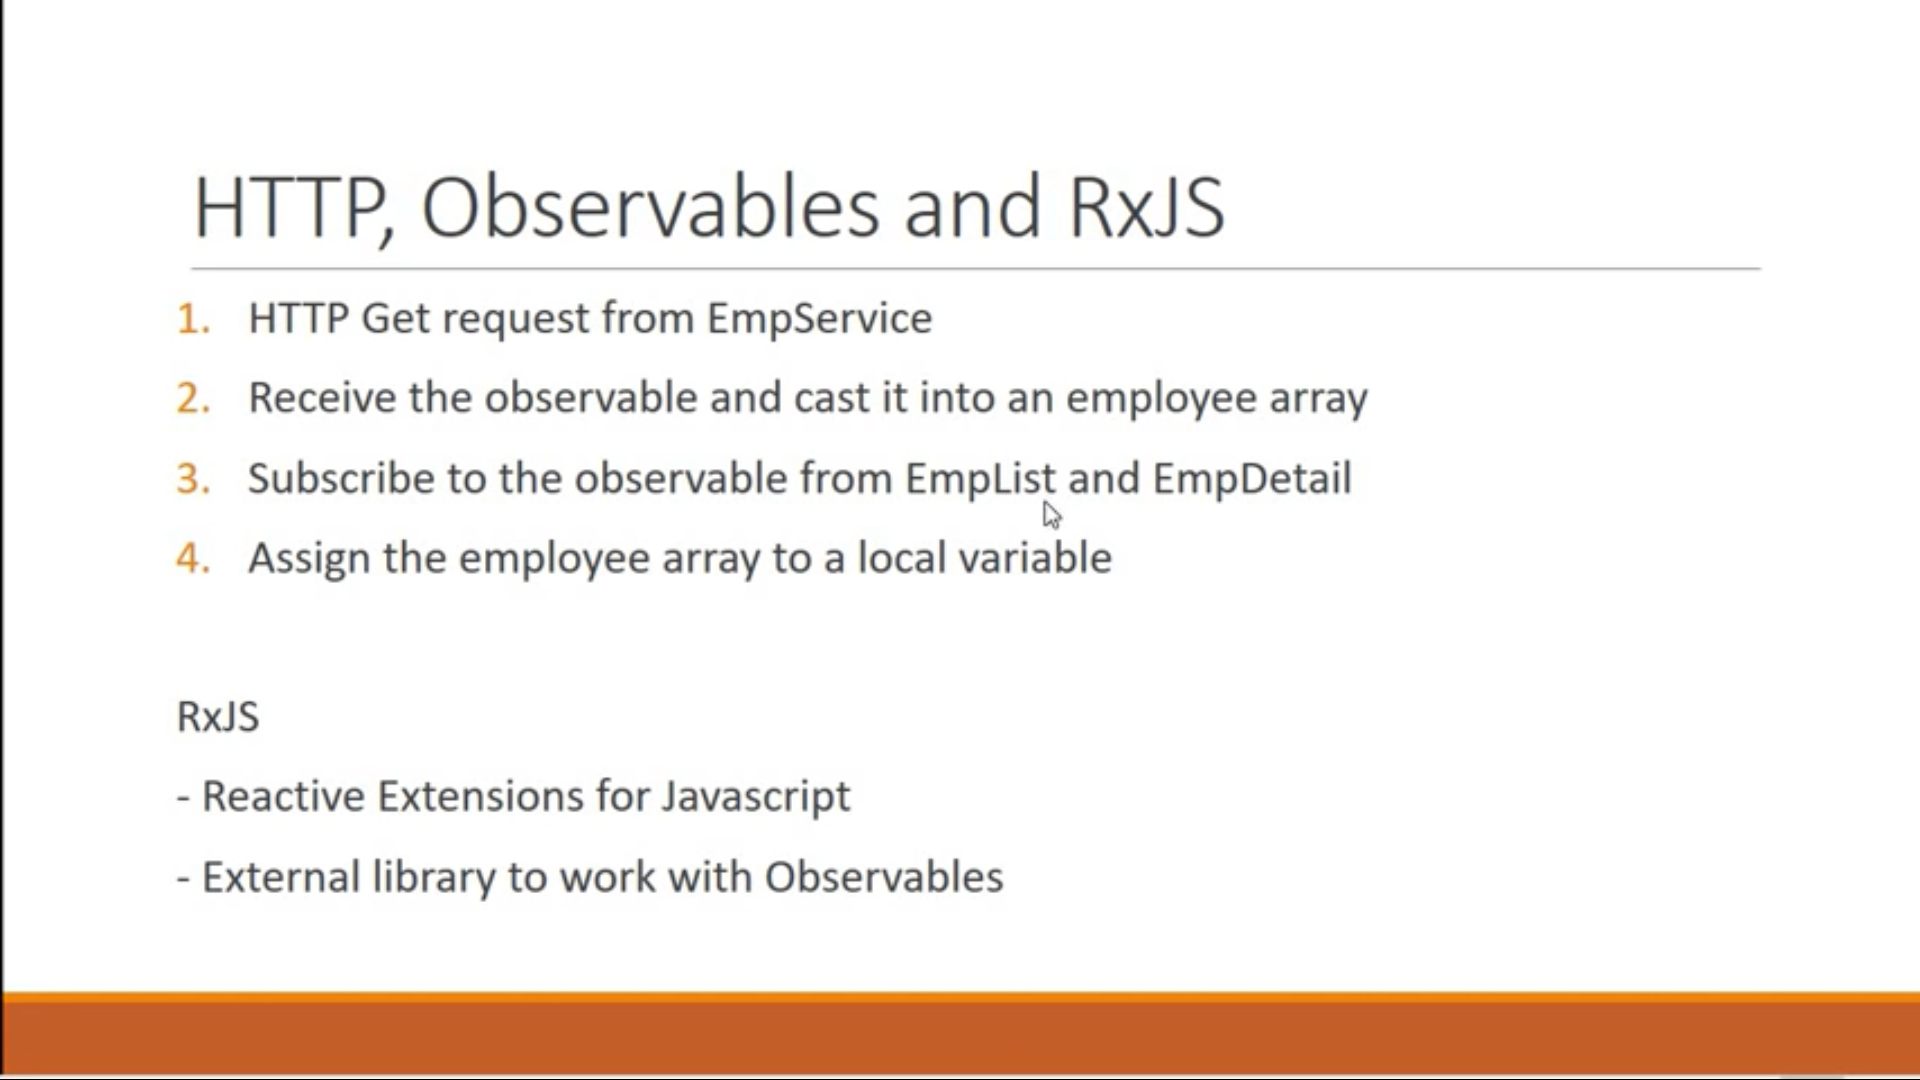 HTTP, Observables and RxJS
1. HTTP Get request from EmpService
2. Receive the observable and cast it into an employee array
3. Subscribe to the observable from EmpList and EmpDetail
4. Assign the employee array to a local variable
RxJS
- Reactive Extensions for Javascript
- External library to work with Observables